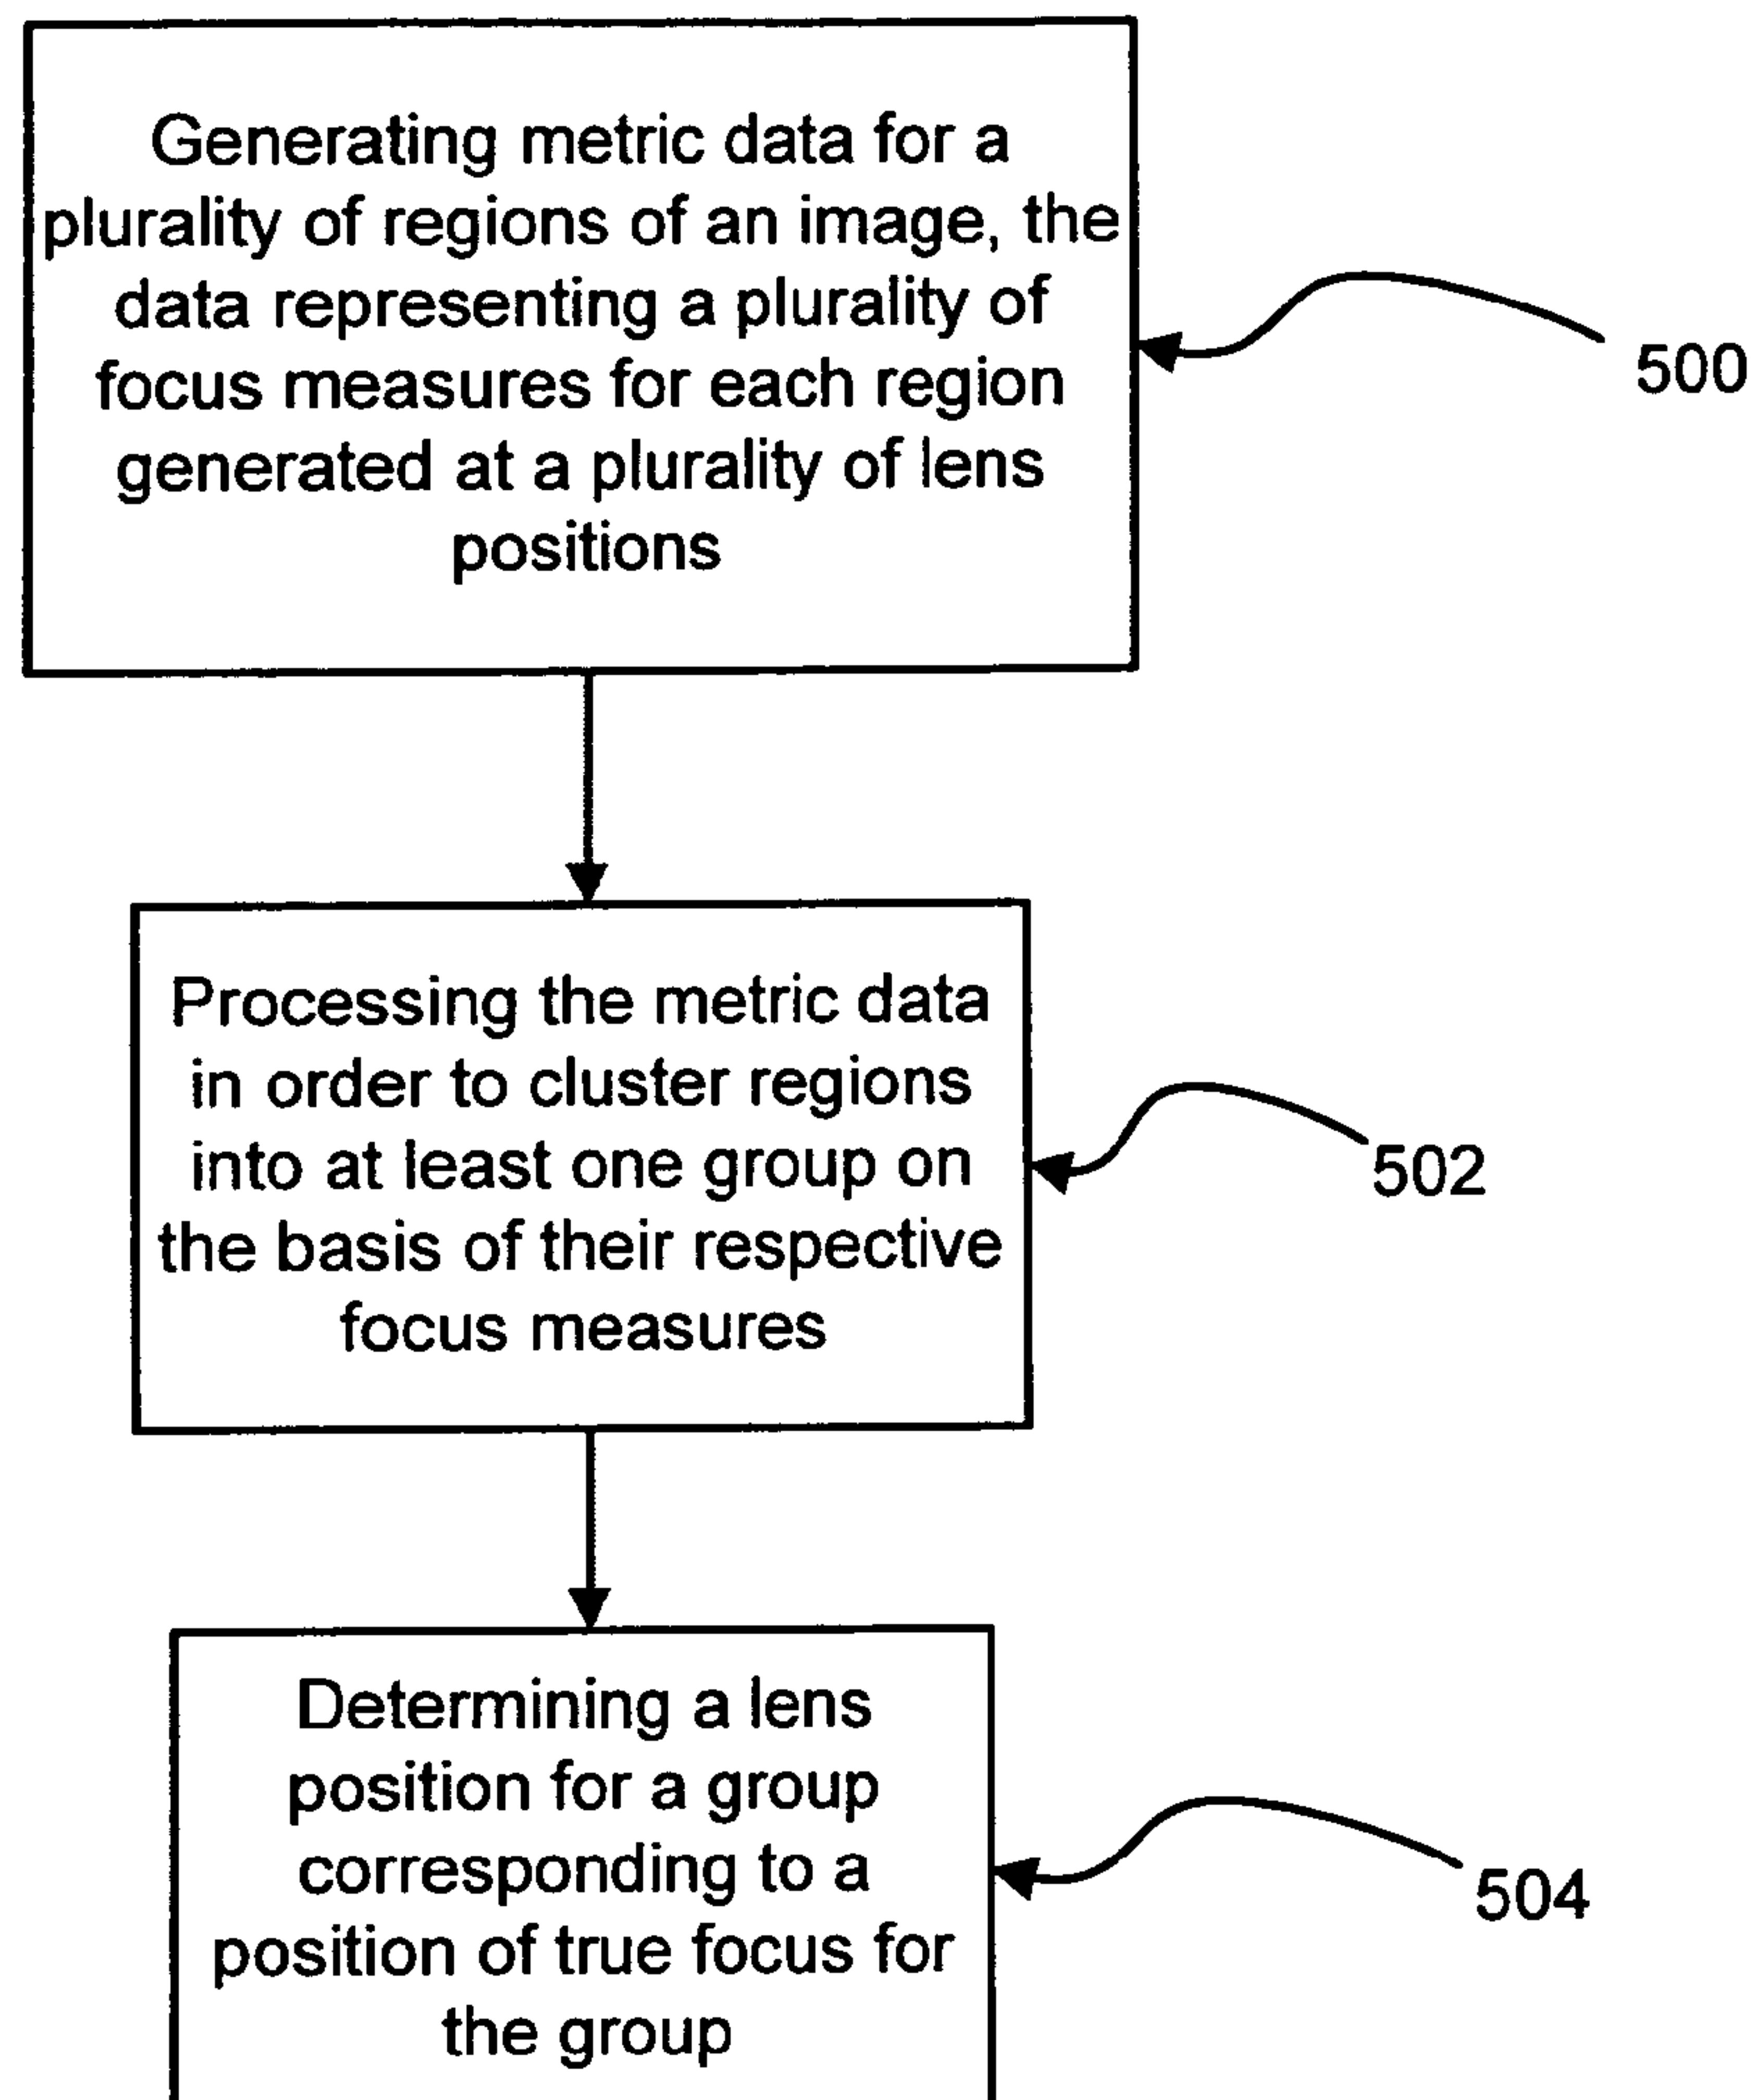 Generating metric data for a
plurality of regions of an image, the
data representing a plurality of
focus measures for each region
generated at a plurality of lens
positions
500
Processing the metric data
in order to cluster regions
into at least one group on
the basis of their respective
focus measures
502
Determining a lens
position for a group
corresponding to a
position of true focus for
the group
504